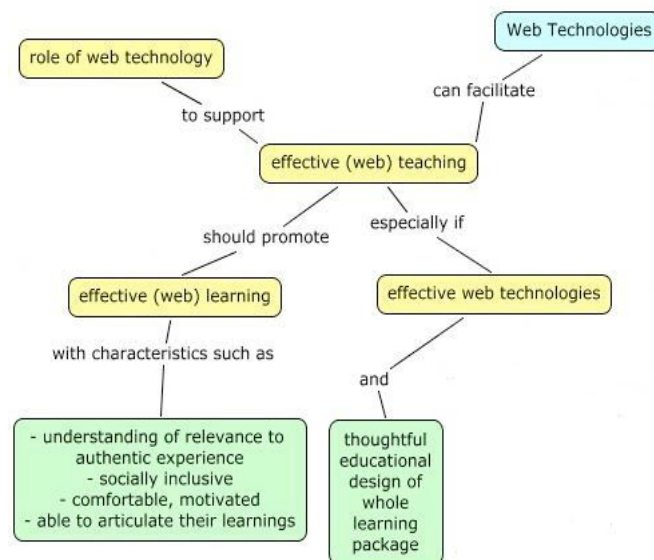 Web Technologies
role of web technology
can facilitate
to support
effective (web) teaching
especially if
should promote
effective (web) learning
effective web technologies
with characteristics such as
and
- understanding of relevance to
authentic experience
- socially inclusive
- comfortable, motivated
- able to articulate their learnings
thoughtful
educational
design of
whole
learning
package